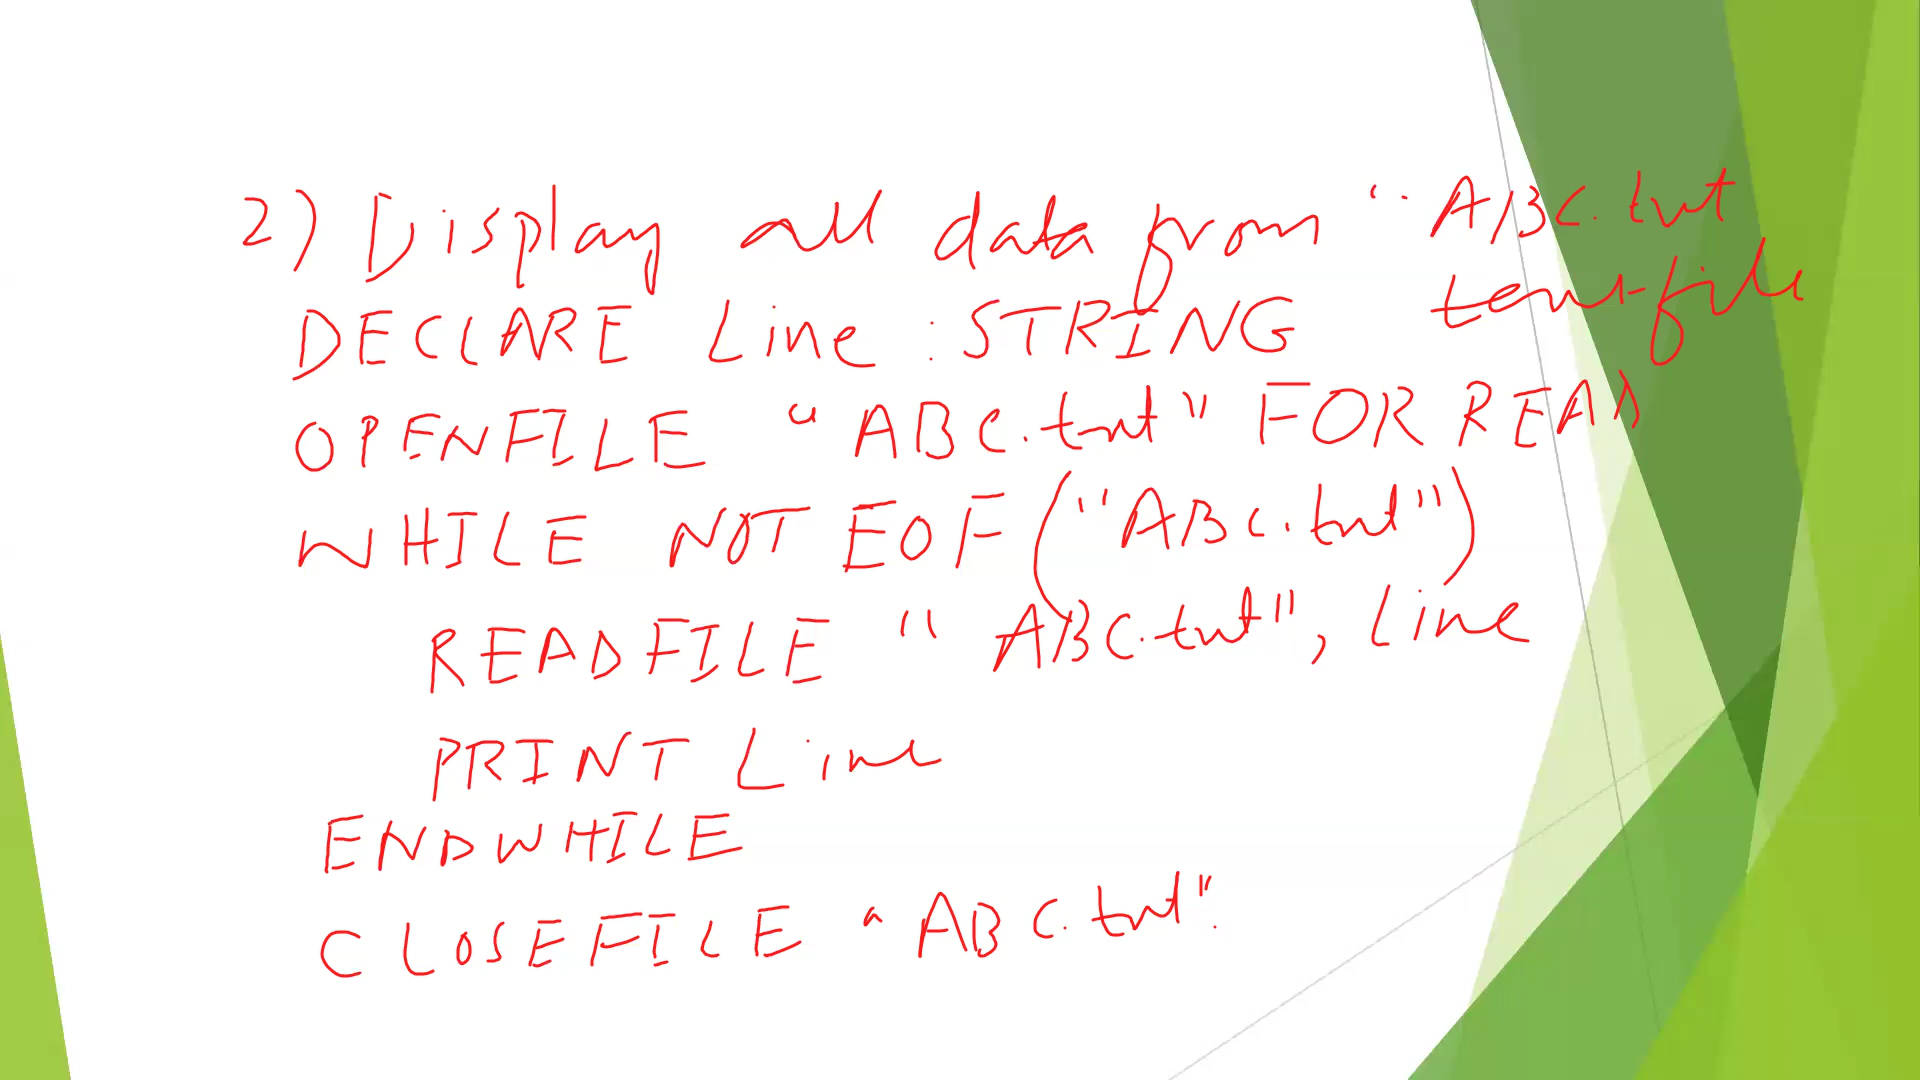 2) Display all data from "ABC.txt
text-file
DECLARE Line : STRING
OPENFILE "ABC.txt" FOR READ
WHILE NOT EOF ("ABC.txt")
READFILE "ABC.txt", Line
PRINT Line
ENDWHILE
CLOSEFILE "ABC.txt".